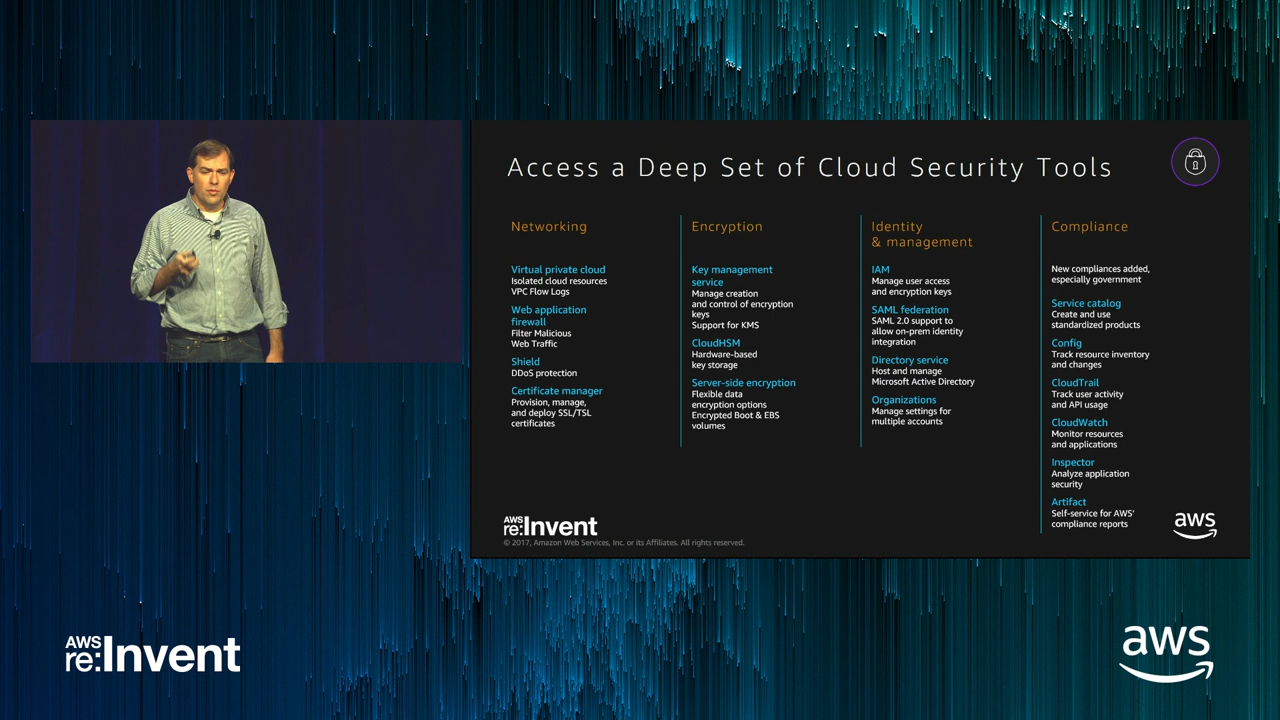 Access a Deep Set of Cloud Security Tools
Networking
Virtual private cloud
Isolated cloud resources
VPC Flow Logs
Web application
firewall
Filter Malicious
Web Traffic
Shield
DDoS protection
Certificate manager
Provision, manage,
and deploy SSL/TSL
certificates
Encryption
Key management
service
Manage creation
and control of encryption
keys
Support for KMS
CloudHSM
Hardware-based
key storage
Server-side encryption
Flexible data
encryption options
Encrypted Boot & EBS
volumes
Identity
& management
IAM
Manage user access
and encryption keys
SAML federation
SAML 2.0 support to
allow on-prem identity
integration
Directory service
Host and manage
Microsoft Active Directory
Organizations
Manage settings for
multiple accounts
Compliance
New compliances added,
especially government
Service catalog
Create and use
standardized products
Config
Track resource inventory
and changes
CloudTrail
Track user activity
and API usage
CloudWatch
Monitor resources
and applications
Inspector
Analyze application
security
Artifact
Self-service for AWS'
compliance reports
AWS
re:Invent
© 2017, Amazon Web Services, Inc. or its Affiliates. All rights reserved.
aws
AWS
re:Invent
aws